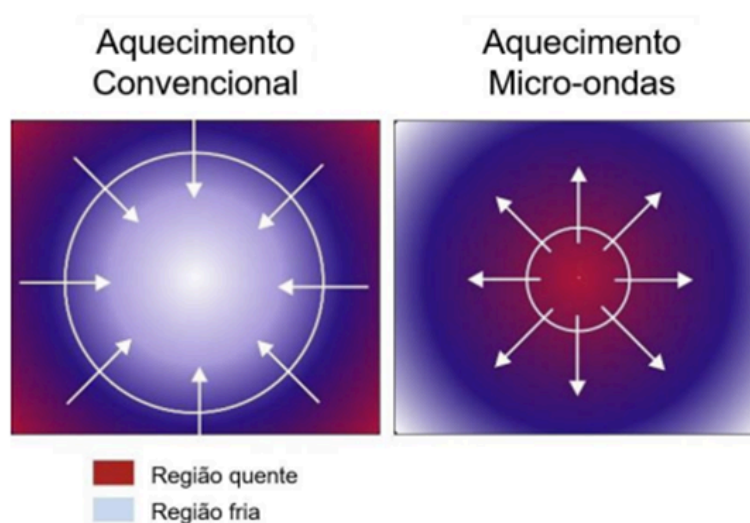 Aquecimento
Convencional
Aquecimento
Micro-ondas
Região quente
Região fria